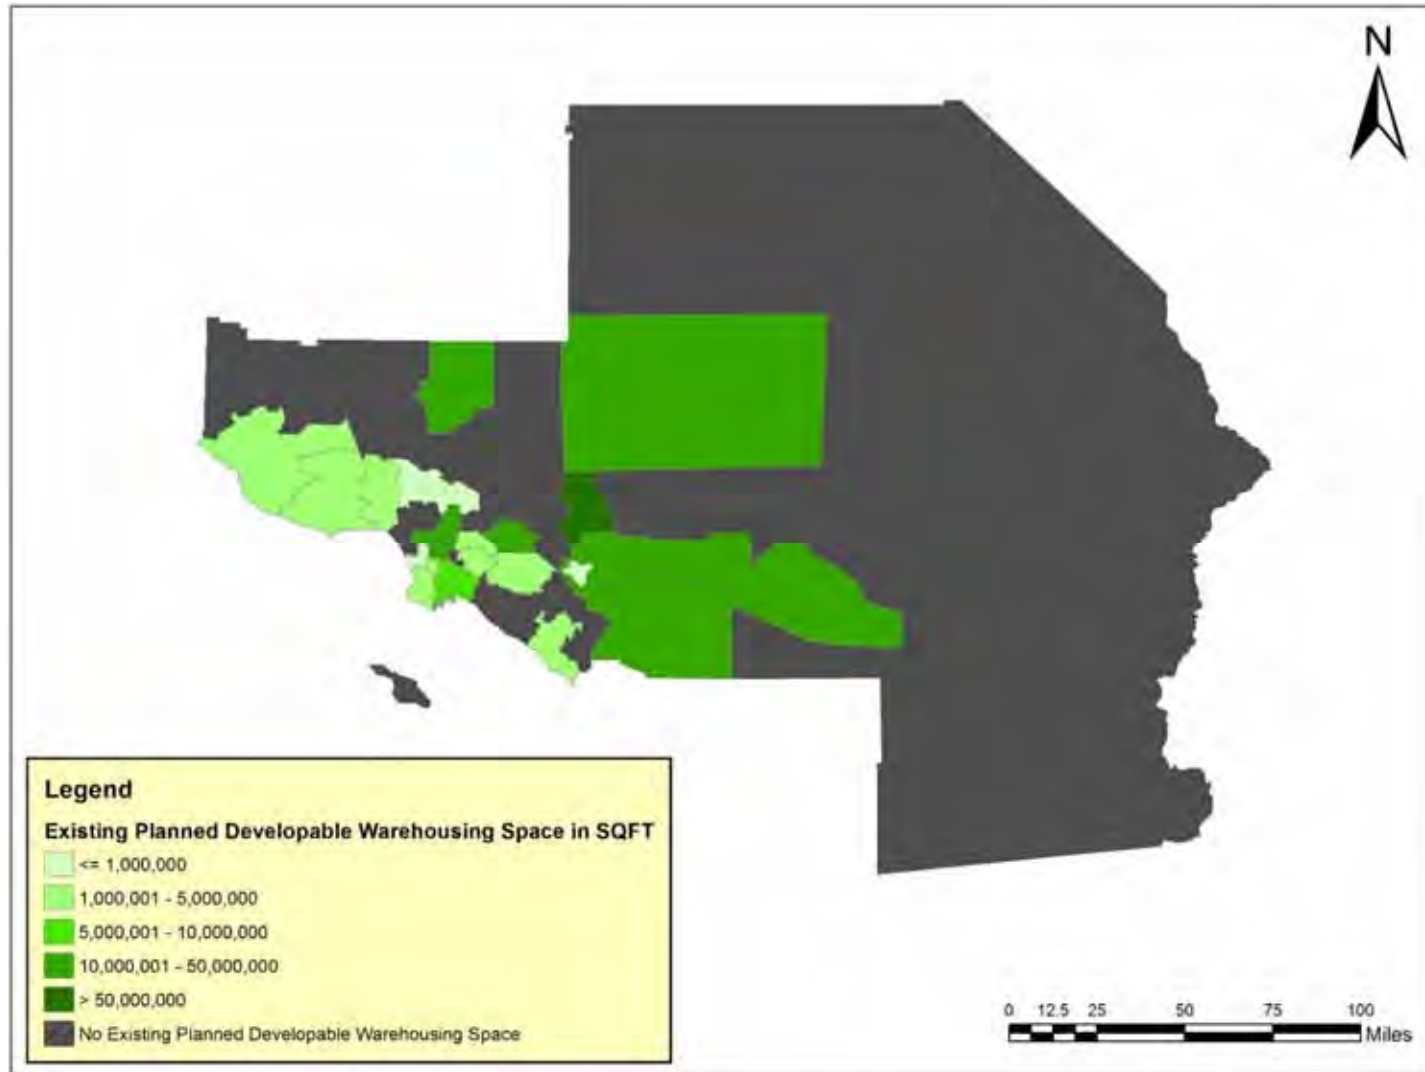 N
Legend
Existing Planned Developable Warehousing Space in SQFT
<= 1,000,000
1,000,001 - 5,000,000
5,000,001 - 10,000,000
10,000,001 - 50,000,000
> 50,000,000
No Existing Planned Developable Warehousing Space
0 12.5 25 50 75 100
Miles